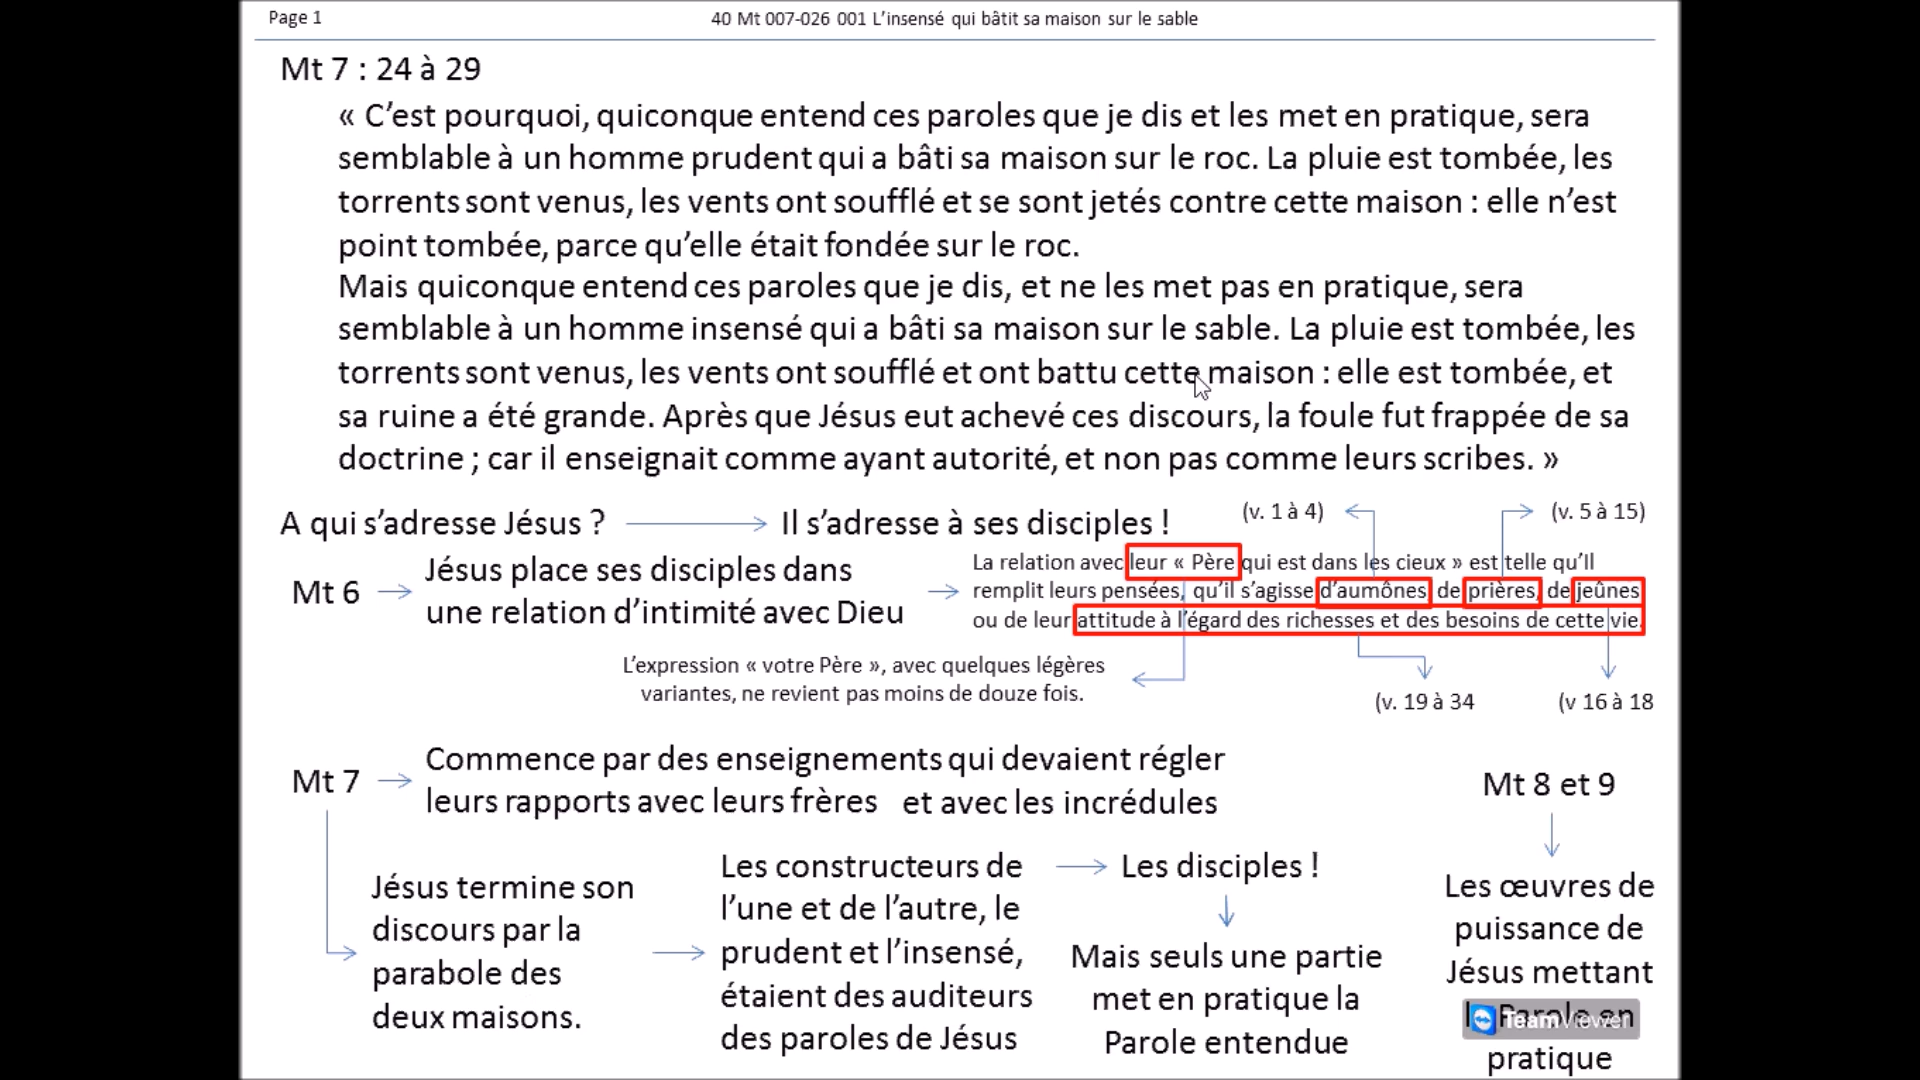 Page 1
40 Mt 007-026 001 L’insensé qui bâtit sa maison sur le sable
Mt 7 : 24 à 29
« C’est pourquoi, quiconque entend ces paroles que je dis et les met en pratique, sera
semblable à un homme prudent qui a bâti sa maison sur le roc. La pluie est tombée, les
torrents sont venus, les vents ont soufflé et se sont jetés contre cette maison : elle n’est
point tombée, parce qu’elle était fondée sur le roc.
Mais quiconque entend ces paroles que je dis, et ne les met pas en pratique, sera
semblable à un homme insensé qui a bâti sa maison sur le sable. La pluie est tombée, les
torrents sont venus, les vents ont soufflé et ont battu cette maison : elle est tombée, et
sa ruine a été grande. Après que Jésus eut achevé ces discours, la foule fut frappée de sa
doctrine ; car il enseignait comme ayant autorité, et non pas comme leurs scribes. »
A qui s’adresse Jésus ?
Il s’adresse à ses disciples !
(v. 1 à 4)
(v. 5 à 15)
Mt 6
Jésus place ses disciples dans
une relation d’intimité avec Dieu
La relation avec leur « Père qui est dans les cieux » est telle qu’Il
remplit leurs pensées, qu’il s’agisse d’aumônes, de prières, de jeûnes
ou de leur attitude à l’égard des richesses et des besoins de cette vie.
L’expression « votre Père », avec quelques légères
variantes, ne revient pas moins de douze fois.
(v. 19 à 34
(v 16 à 18
Mt 7
Commence par des enseignements qui devaient régler
leurs rapports avec leurs frères et avec les incrédules
Jésus termine son
discours par la
parabole des
deux maisons.
Les constructeurs de
l’une et de l’autre, le
prudent et l’insensé,
étaient des auditeurs
des paroles de Jésus
Les disciples !
Mais seuls une partie
met en pratique la
Parole entendue
Mt 8 et 9
Les œuvres de
puissance de
Jésus mettant
la Parole en
pratique
TeamViewer